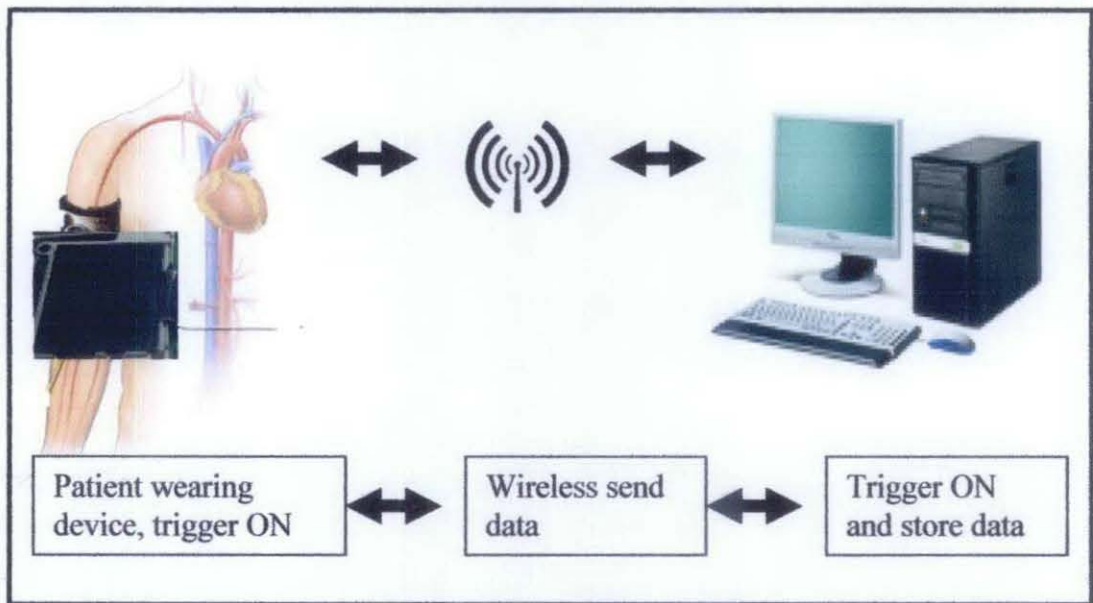 Patient wearing
device, trigger ON
Wireless send
data
Trigger ON
and store data